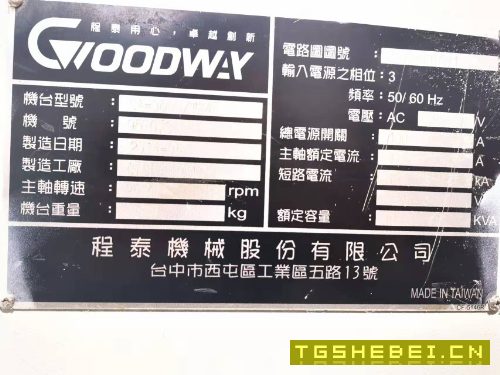 程泰用心,卓越創新
GOODWAY
機台型號:
機 號:
製造日期:
製造工廠:
主軸轉速: rpm
機台重量: kg
電路圖圖號:
輸入電源之相位:3
頻率:50/60 Hz
電壓:AC V
總電源開關: A
主軸額定電流: A
短路電流: kA
額定容量: KVA
程泰機械股份有限公司
台中市西屯區工業區五路13號
MADE IN TAIWAN
TGSHEBEI.CN